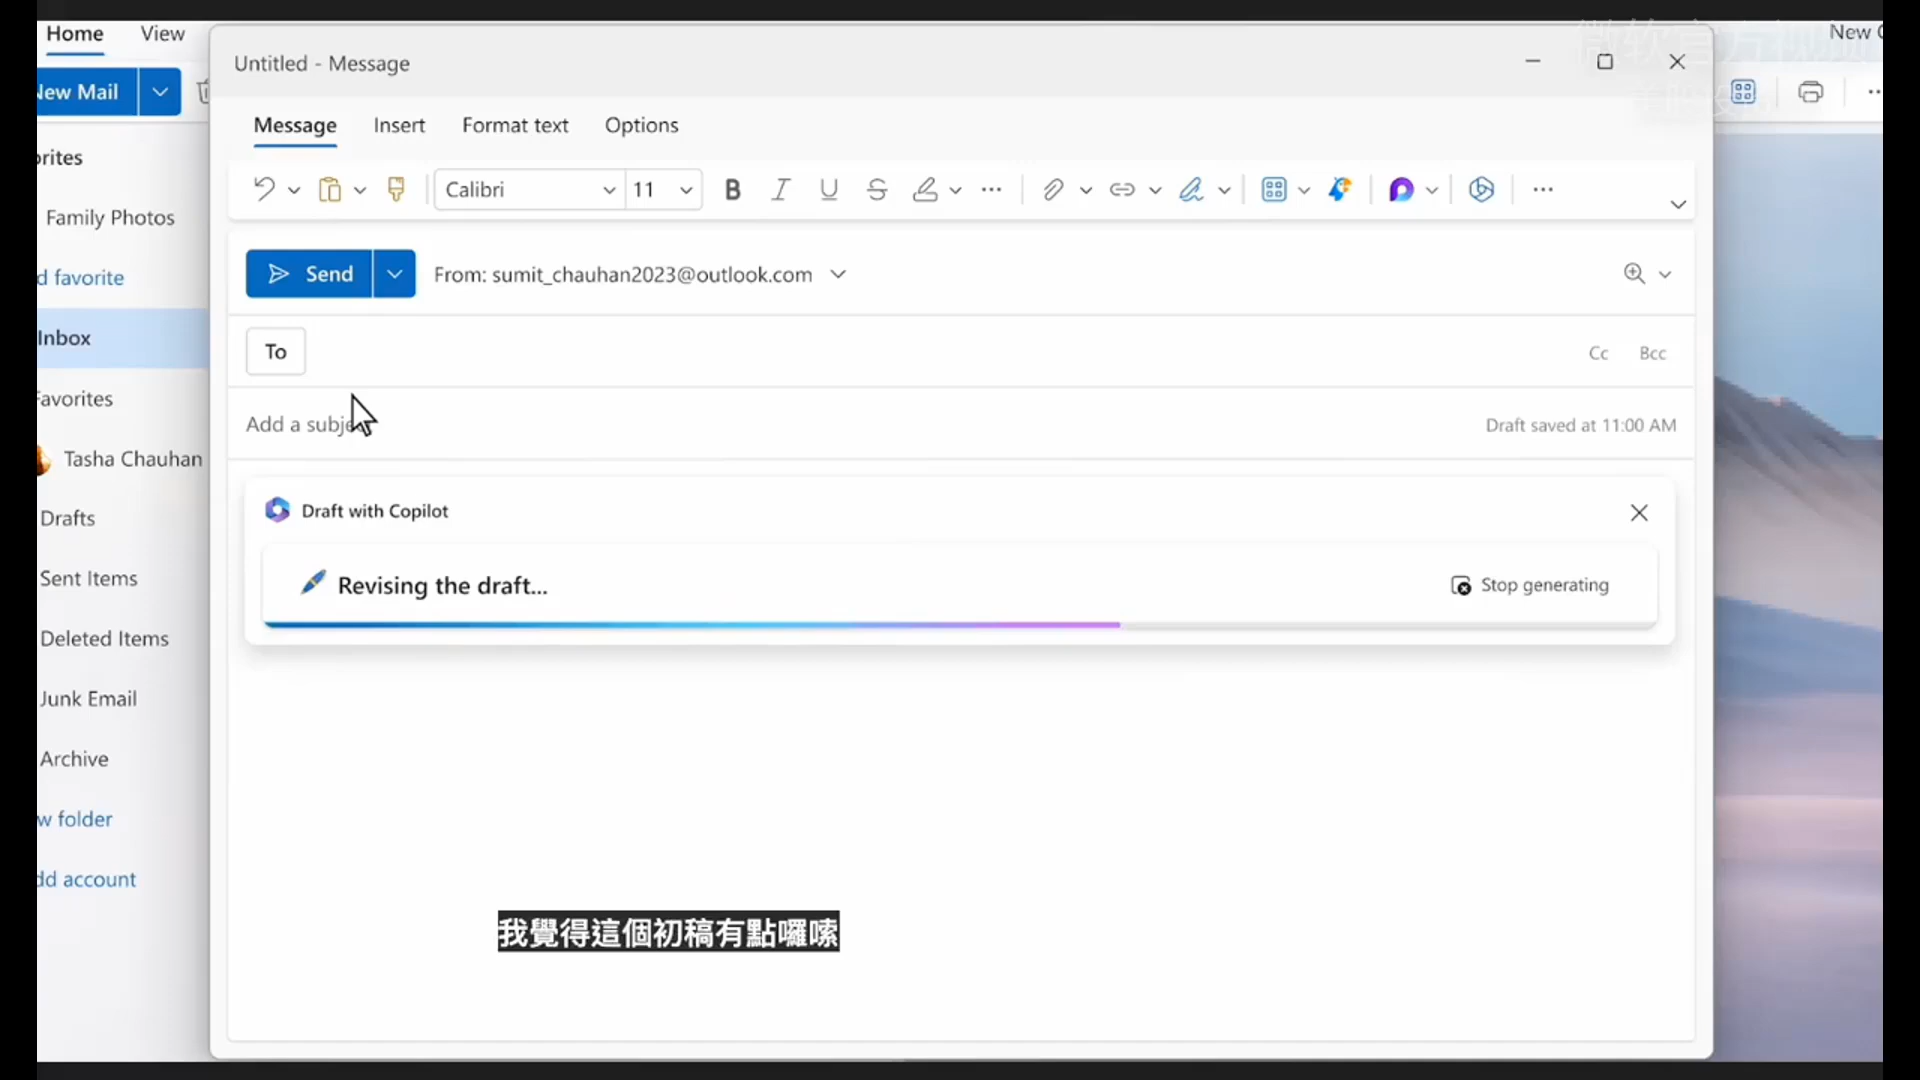 Home View
New C
Untitled - Message
New Mail
Message Insert Format text Options
Calibri 11
orites
Family Photos
d favorite
Inbox
Favorites
Tasha Chauhan
Drafts
Sent Items
Deleted Items
Junk Email
Archive
w folder
dd account
Send From: sumit_chauhan2023@outlook.com
To Cc Bcc
Add a subje Draft saved at 11:00 AM
Draft with Copilot
Revising the draft... Stop generating
我覺得這個初稿有點囉嗦